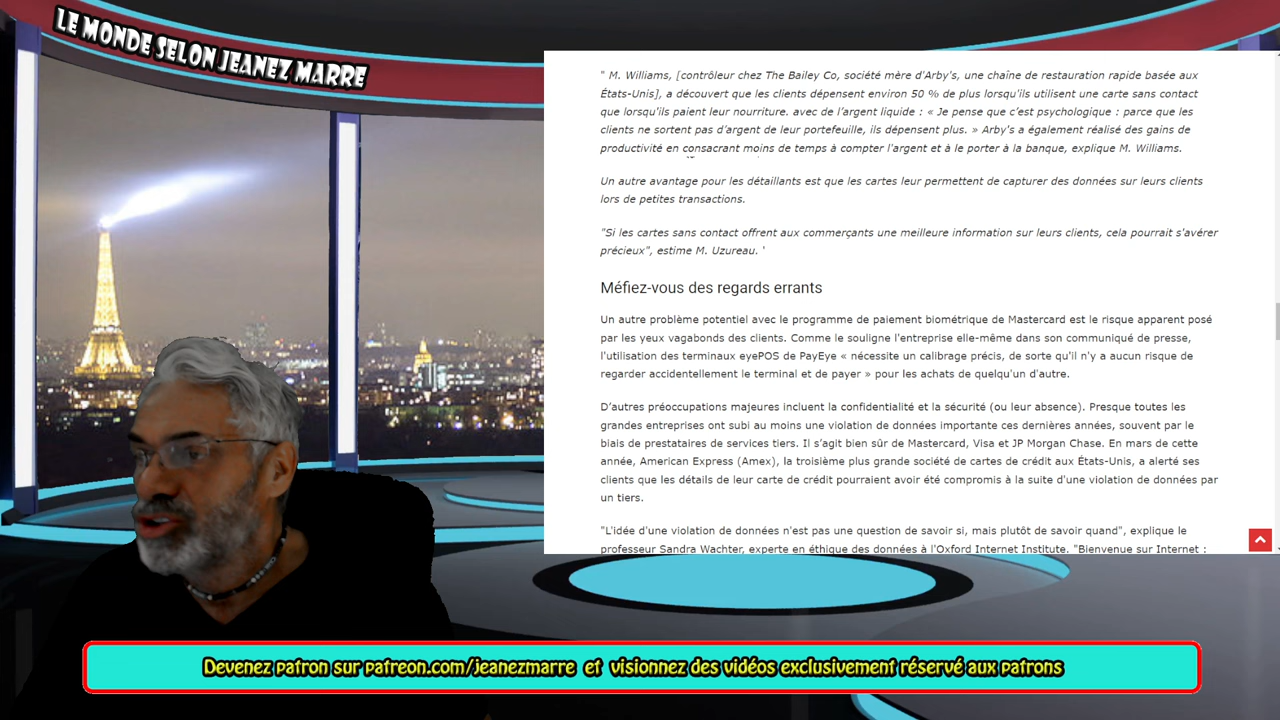 LE MONDE SELON JEANEZ MARRE
" M. Williams, [contrôleur chez The Bailey Co, société mère d'Arby's, une chaîne de restauration rapide basée aux
États-Unis], a découvert que les clients dépensent environ 50 % de plus lorsqu'ils utilisent une carte sans contact
que lorsqu'ils paient leur nourriture. avec de l’argent liquide : « Je pense que c’est psychologique : parce que les
clients ne sortent pas d’argent de leur portefeuille, ils dépensent plus. » Arby's a également réalisé des gains de
productivité en consacrant moins de temps à compter l'argent et à le porter à la banque, explique M. Williams.
Un autre avantage pour les détaillants est que les cartes leur permettent de capturer des données sur leurs clients
lors de petites transactions.
"Si les cartes sans contact offrent aux commerçants une meilleure information sur leurs clients, cela pourrait s'avérer
précieux", estime M. Uzureau. '
Méfiez-vous des regards errants
Un autre problème potentiel avec le programme de paiement biométrique de Mastercard est le risque apparent posé
par les yeux vagabonds des clients. Comme le souligne l'entreprise elle-même dans son communiqué de presse,
l'utilisation des terminaux eyePOS de PayEye « nécessite un calibrage précis, de sorte qu'il n'y a aucun risque de
regarder accidentellement le terminal et de payer » pour les achats de quelqu'un d'autre.
D’autres préoccupations majeures incluent la confidentialité et la sécurité (ou leur absence). Presque toutes les
grandes entreprises ont subi au moins une violation de données importante ces dernières années, souvent par le
biais de prestataires de services tiers. Il s’agit bien sûr de Mastercard, Visa et JP Morgan Chase. En mars de cette
année, American Express (Amex), la troisième plus grande société de cartes de crédit aux États-Unis, a alerté ses
clients que les détails de leur carte de crédit pourraient avoir été compromis à la suite d'une violation de données par
un tiers.
"L'idée d'une violation de données n'est pas une question de savoir si, mais plutôt de savoir quand", explique le
professeur Sandra Wachter, experte en éthique des données à l'Oxford Internet Institute. "Bienvenue sur Internet :
Devenez patron sur patreon.com/jeanezmarre et visionnez des vidéos exclusivement réservé aux patrons